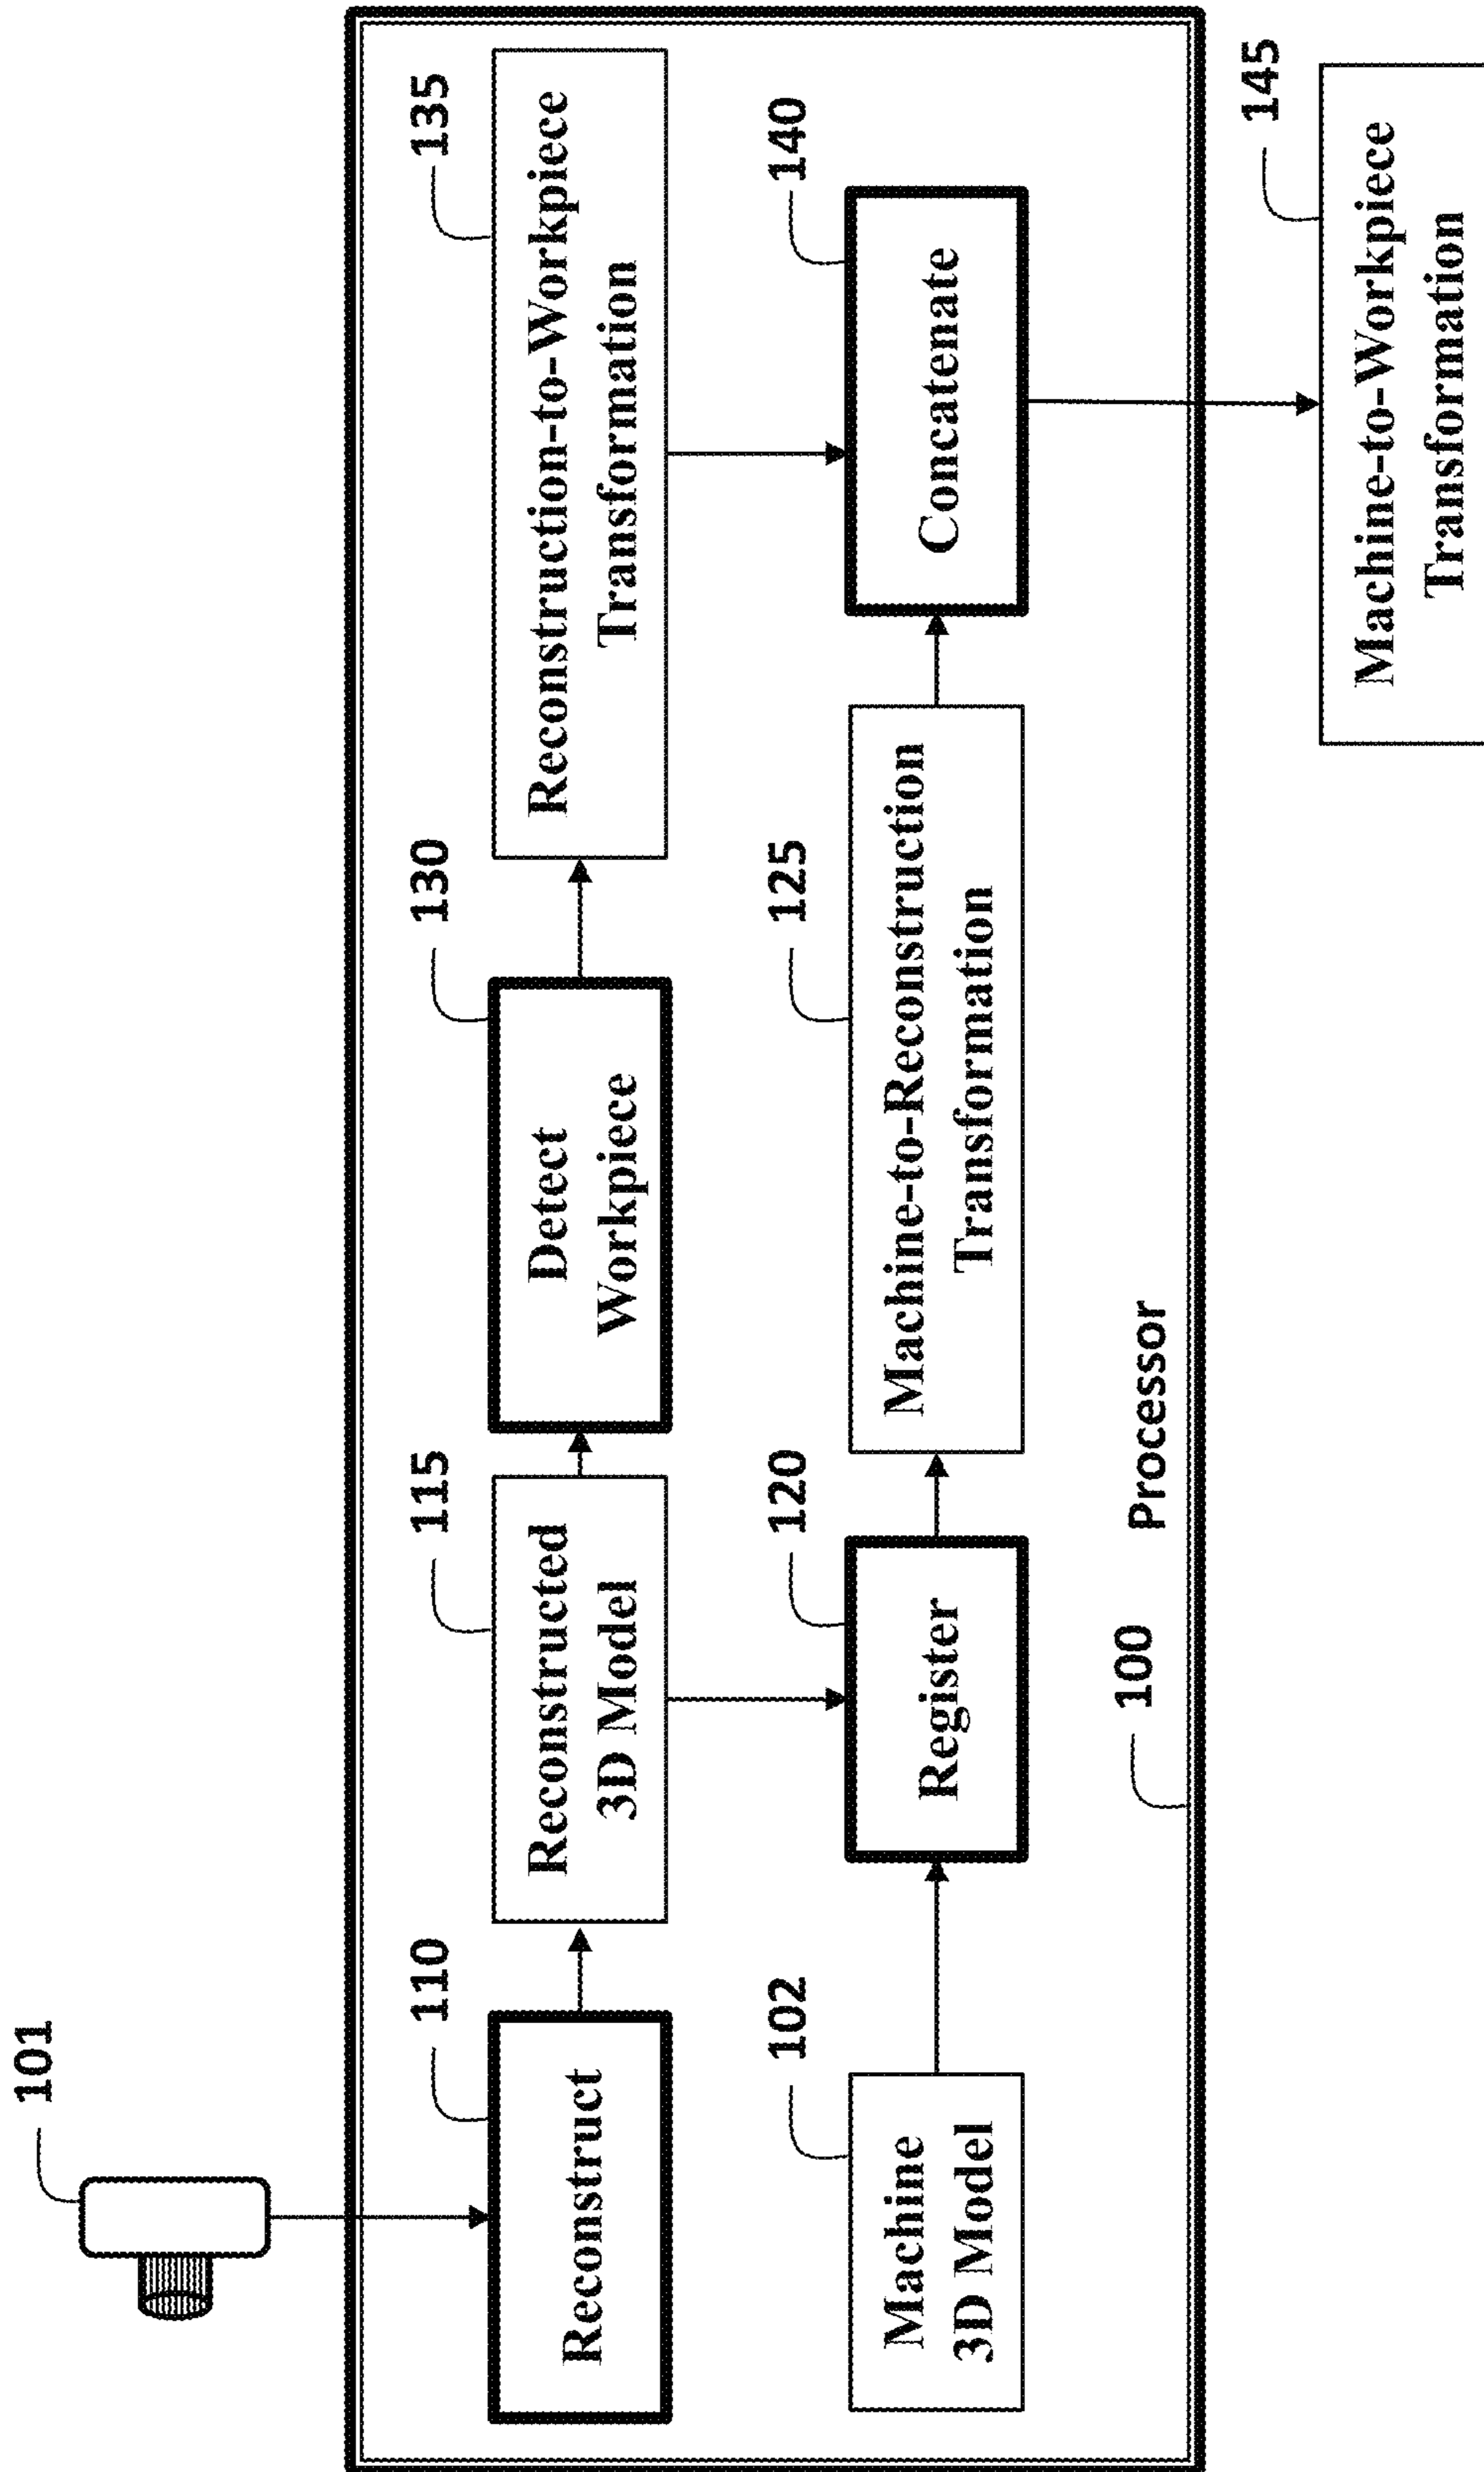 101
110
Reconstruct
115
Reconstructed
3D Model
130
Detect
Workpiece
135
Reconstruction-to-Workpiece
Transformation
102
Machine
3D Model
120
Register
125
Machine-to-Reconstruction
Transformation
140
Concatenate
100
Processor
145
Machine-to-Workpiece
Transformation